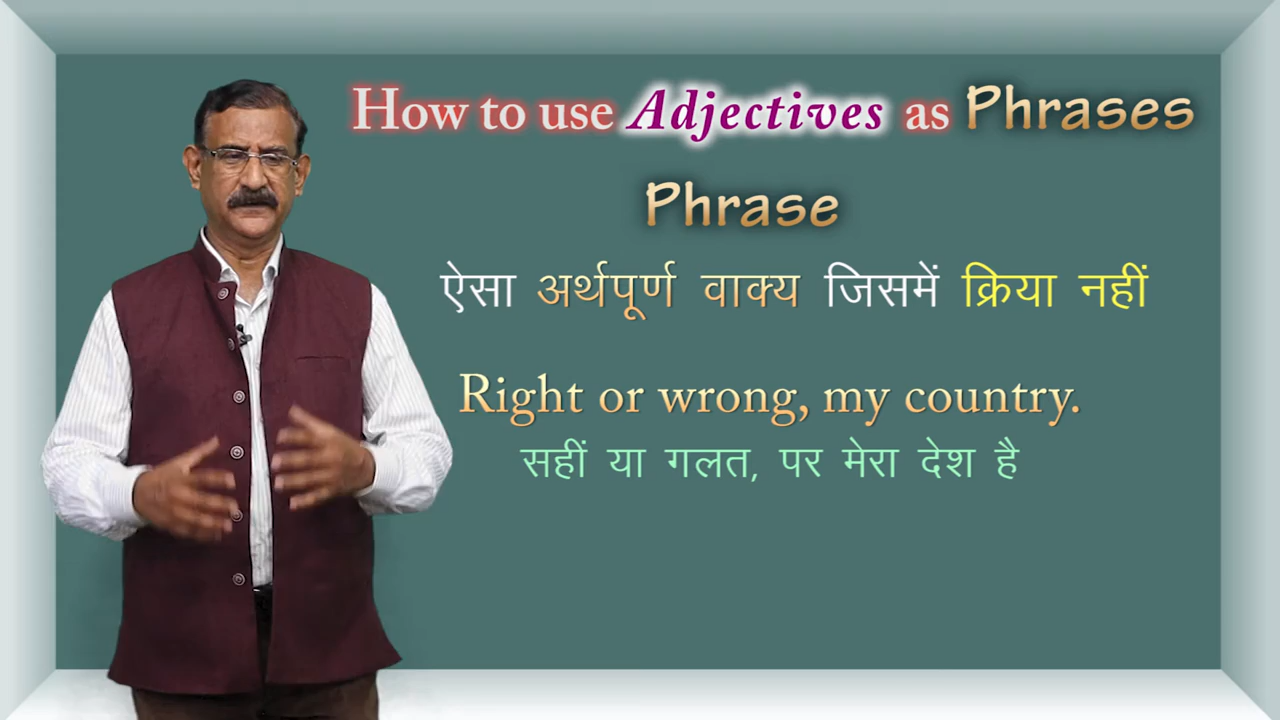 How to use Adjectives as Phrases
Phrase
ऐसा अर्थपूर्ण वाक्य जिसमें क्रिया नहीं
Right or wrong, my country.
सहीं या गलत, पर मेरा देश है